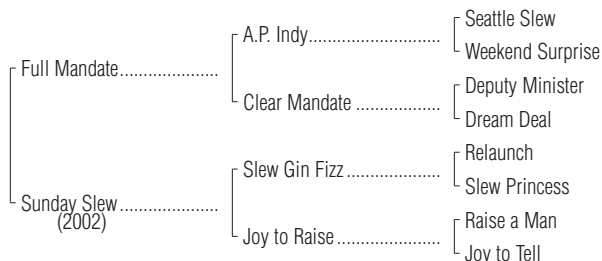 Seattle Slew
A.P. Indy
Weekend Surprise
Full Mandate
Deputy Minister
Clear Mandate
Dream Deal
Relaunch
Slew Gin Fizz
Slew Princess
Sunday Slew
(2002)
Raise a Man
Joy to Raise
Joy to Tell